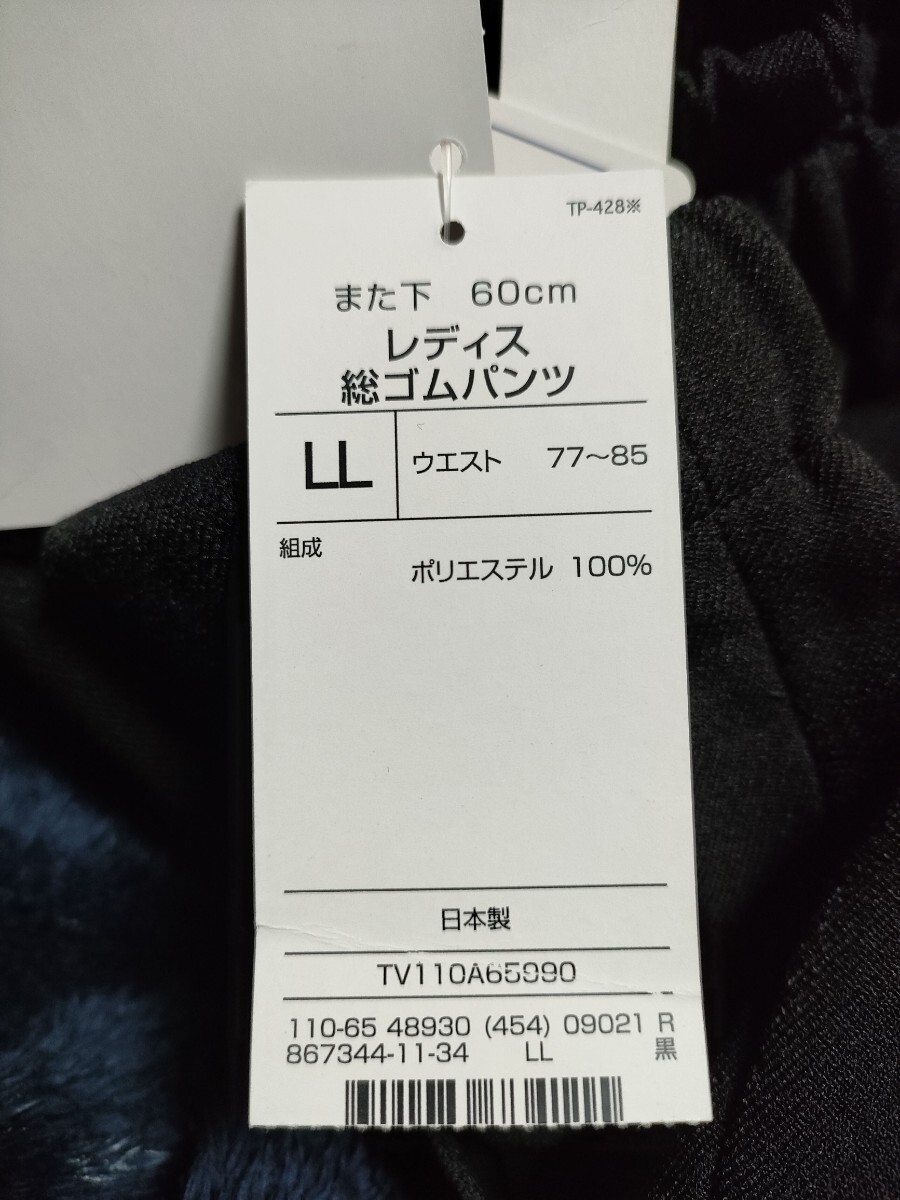 TP-428※
また下 60cm
レディス
総ゴムパンツ
LL ウエスト 77〜85
組成
ポリエステル 100%
日本製
TV110A65990
110-65 48930 (454) 09021 R
867344-11-34 LL 黒